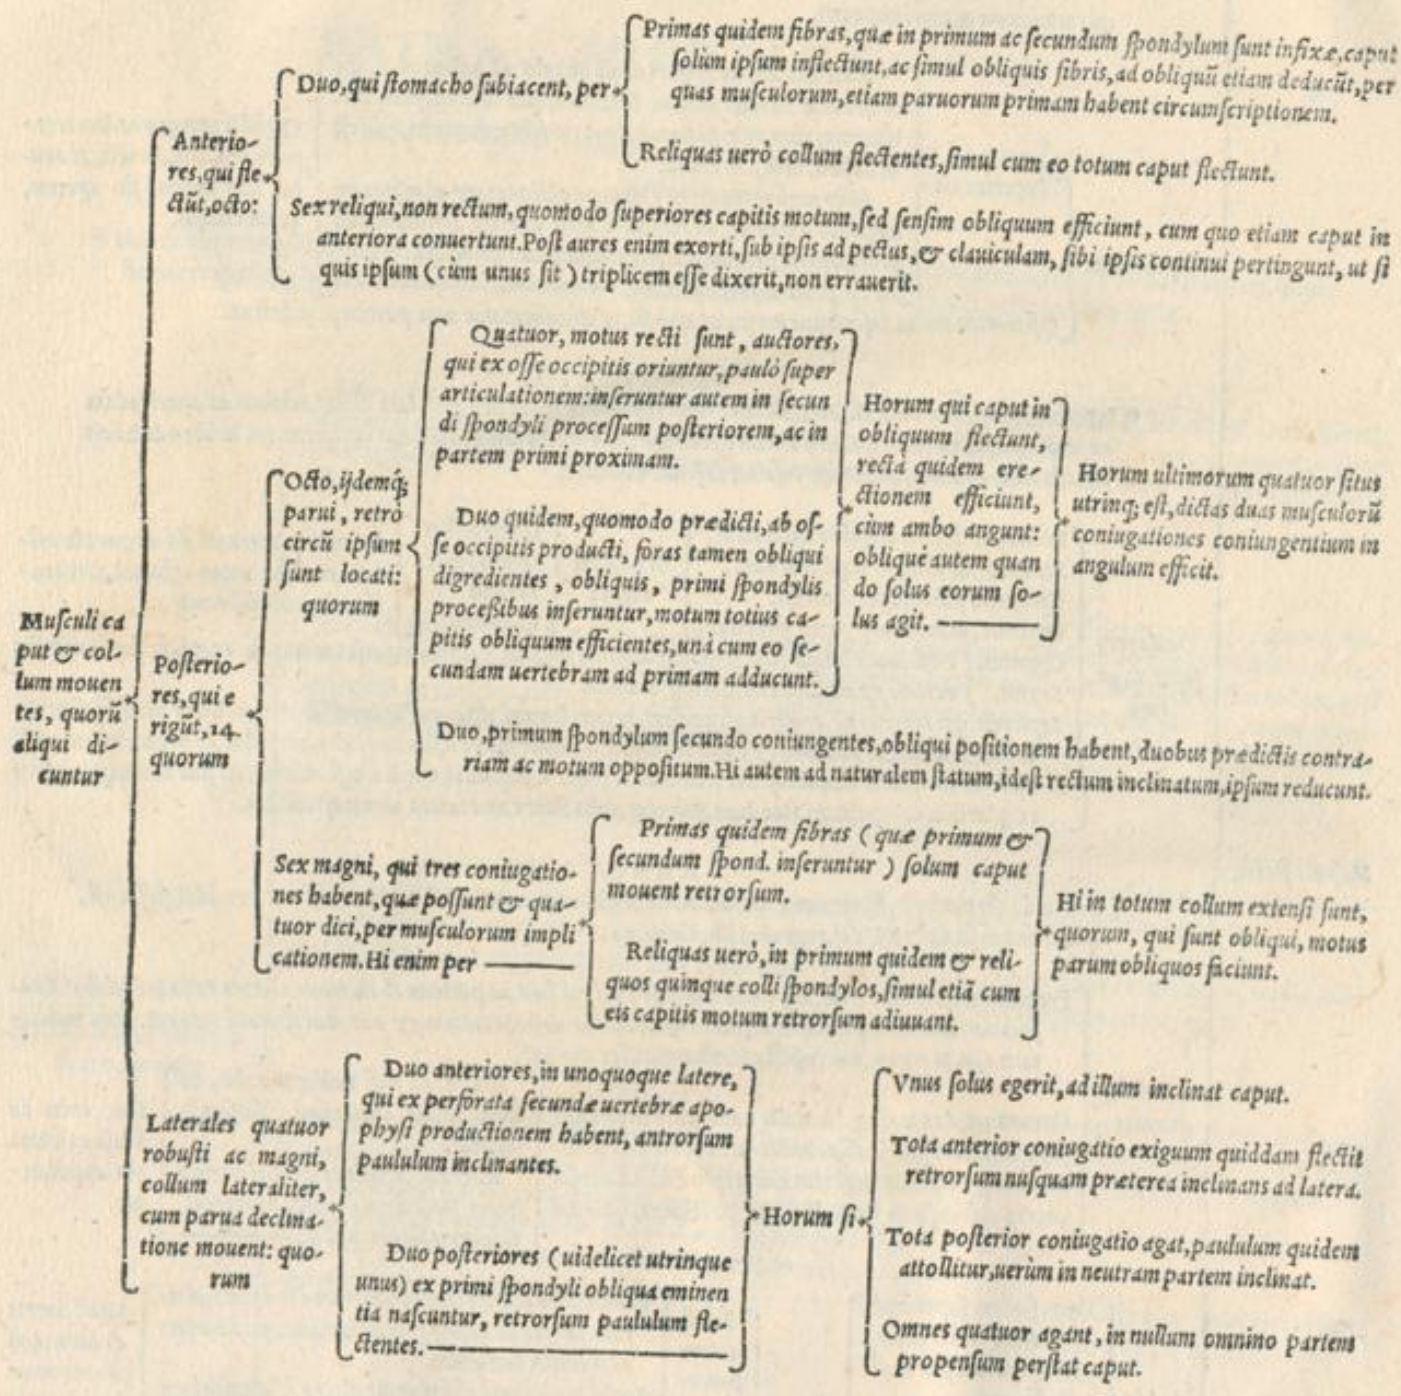 Muſculi ca
put & col-
lum mouen
tes, quorū
aliqui di-
cuntur
Anterio-
res, qui fle
ctūt, octo:
Duo, qui ſtomacho ſubiacent, per
Primas quidem fibras, quæ in primum ac ſecundum ſpondylum ſunt infixæ, caput
ſolùm ipſum inflectunt, ac ſimul obliquis fibris, ad obliquū etiam deducūt, per
quas muſculorum, etiam paruorum primam habent circumſcriptionem.
Reliquas uerò collum flectentes, ſimul cum eo totum caput flectunt.
Sex reliqui, non rectum, quomodo ſuperiores capitis motum, ſed ſenſim obliquum efficiunt, cum quo etiam caput in
anteriora conuertunt. Poſt aures enim exorti, ſub ipſis ad pectus, & clauiculam, ſibi ipſis continui pertingunt, ut ſi
quis ipſum (cùm unus ſit) triplicem eſſe dixerit, non errauerit.
Poſterio-
res, qui e
rigūt, 14.
quorum
Octo, ijdemq́;
parui, retrò
circū ipſum
ſunt locati:
quorum
Quatuor, motus recti ſunt, auctores,
qui ex oſſe occipitis oriuntur, paulò ſuper
articulationem: inſeruntur autem in ſecun
di ſpondyli proceſſum poſteriorem, ac in
partem primi proximam.
Duo quidem, quomodo prædicti, ab oſ-
ſe occipitis producti, foras tamen obliqui
digredientes, obliquis, primi ſpondylis
proceßibus inſeruntur, motum totius ca-
pitis obliquum efficientes, unà cum eo ſe-
cundam uertebram ad primam adducunt.
Horum qui caput in
obliquum flectunt,
rectà quidem ere-
ctionem efficiunt,
cùm ambo angunt:
obliquè autem quan
do ſolus eorum ſo-
lus agit.
Horum ultimorum quatuor ſitus
utrinq; eſt, dictas duas muſculorū
coniugationes coniungentium in
angulum efficit.
Duo, primum ſpondylum ſecundo coniungentes, obliqui poſitionem habent, duobus prædictis contra-
riam ac motum oppoſitum. Hi autem ad naturalem ſtatum, ideſt rectum inclinatum, ipſum reducunt.
Sex magni, qui tres coniugatio-
nes habent, quæ poſſunt & qua-
tuor dici, per muſculorum impli
cationem. Hi enim per
Primas quidem fibras (quæ primum &
ſecundum ſpond. inſeruntur) ſolum caput
mouent retrorſum.
Reliquas uerò, in primum quidem & reli-
quos quinque colli ſpondylos, ſimul etiā cum
eis capitis motum retrorſum adiuuant.
Hi in totum collum extenſi ſunt,
quorum, qui ſunt obliqui, motus
parum obliquos faciunt.
Laterales quatuor
robuſti ac magni,
collum lateraliter,
cum parua declina-
tione mouent: quo-
rum
Duo anteriores, in unoquoque latere,
qui ex perforata ſecundæ uertebræ apo-
phyſi productionem habent, antrorſum
paululum inclinantes.
Duo poſteriores (uidelicet utrinque
unus) ex primi ſpondyli obliqua eminen
tia naſcuntur, retrorſum paululum fle-
ctentes.
Horum ſi
Vnus ſolus egerit, ad illum inclinat caput.
Tota anterior coniugatio exiguum quiddam flectit
retrorſum nuſquam præterea inclinans ad latera.
Tota poſterior coniugatio agat, paululum quidem
attollitur, uerùm in neutram partem inclinat.
Omnes quatuor agant, in nullum omnino partem
propenſum perſtat caput.